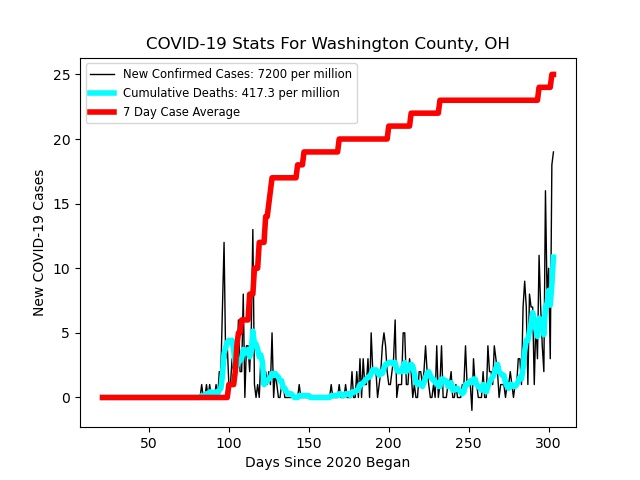 COVID-19 Stats For Washington County, OH
New Confirmed Cases: 7200 per million
Cumulative Deaths: 417.3 per million
7 Day Case Average
25
20
15
10
5
0
New COVID-19 Cases
50 100 150 200 250 300
Days Since 2020 Began